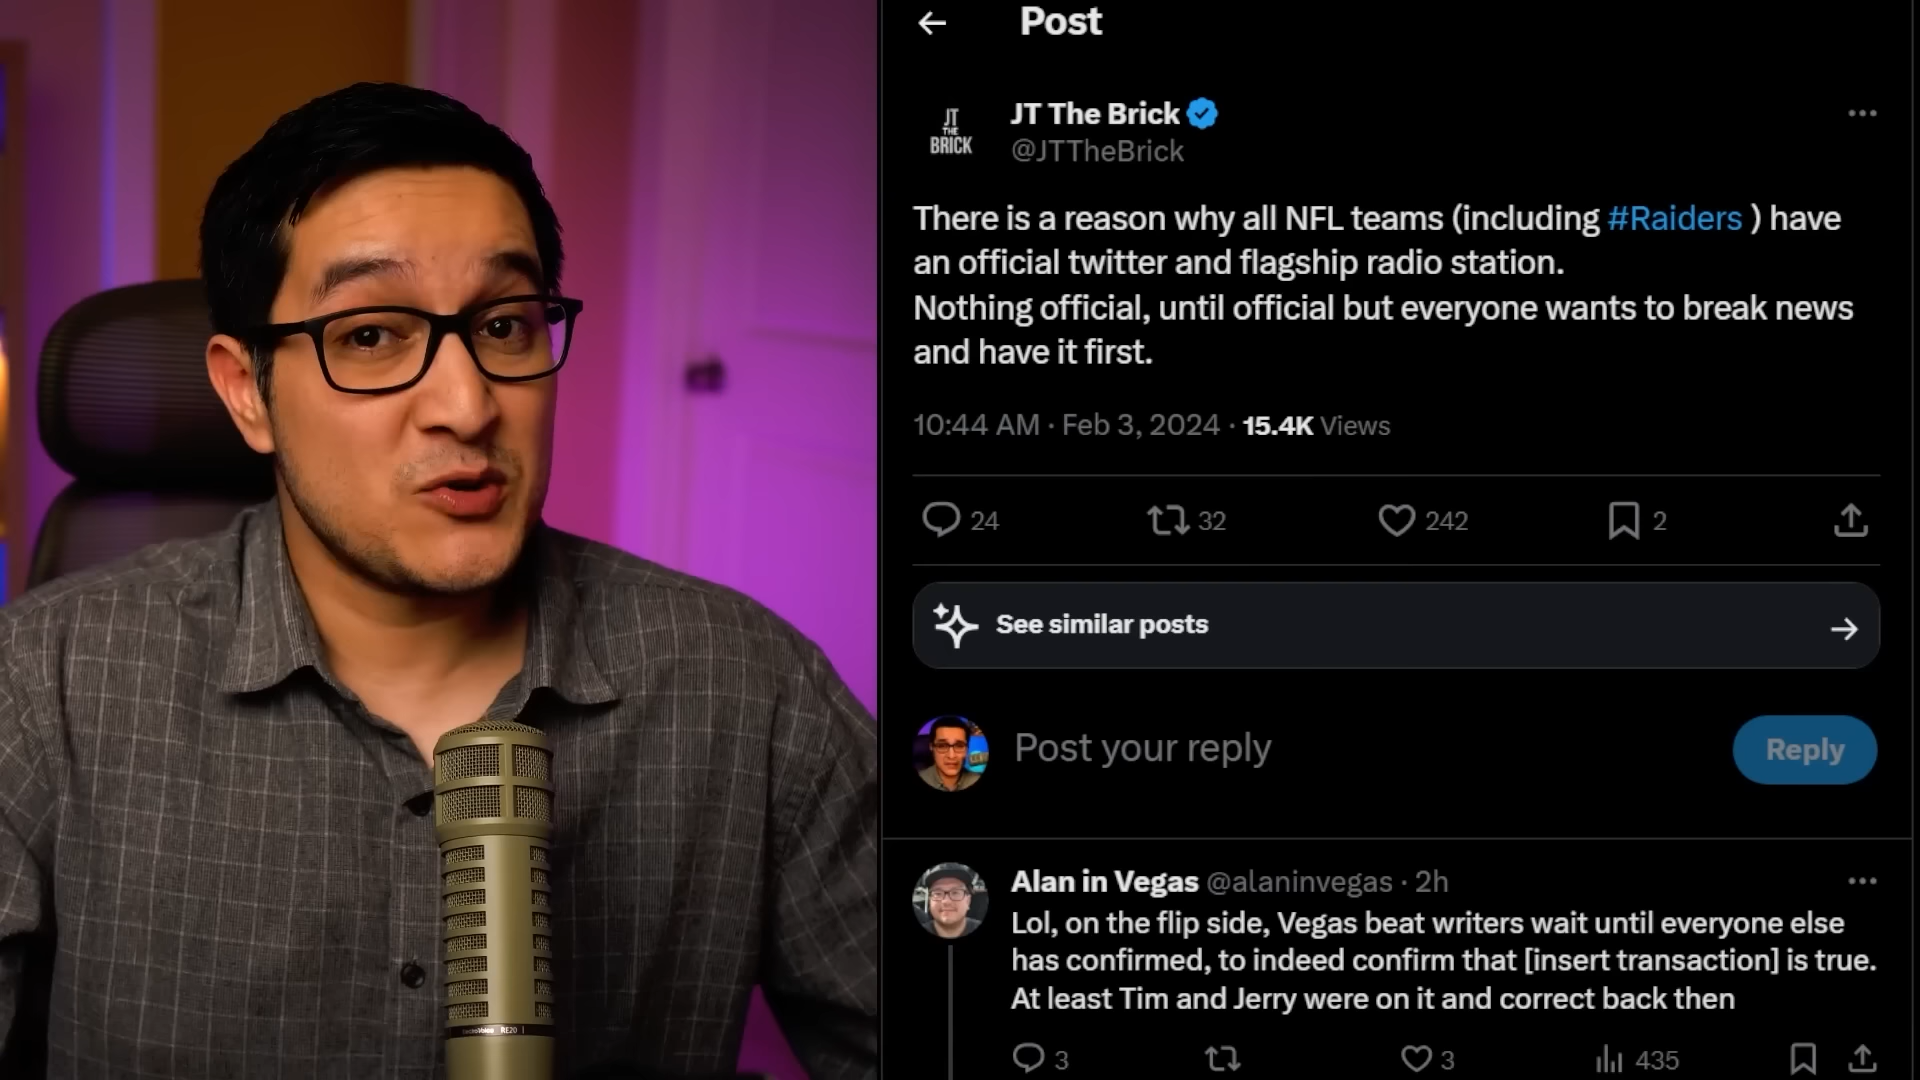 Post
JT The Brick
@JTTheBrick
JT
THE
BRICK
There is a reason why all NFL teams (including #Raiders ) have
an official twitter and flagship radio station.
Nothing official, until official but everyone wants to break news
and have it first.
10:44 AM · Feb 3, 2024 · 15.4K Views
24
32
242
2
See similar posts
Post your reply
Reply
Alan in Vegas @alaninvegas · 2h
Lol, on the flip side, Vegas beat writers wait until everyone else
has confirmed, to indeed confirm that [insert transaction] is true.
At least Tim and Jerry were on it and correct back then
3
3
435
ElectroVoice RE20